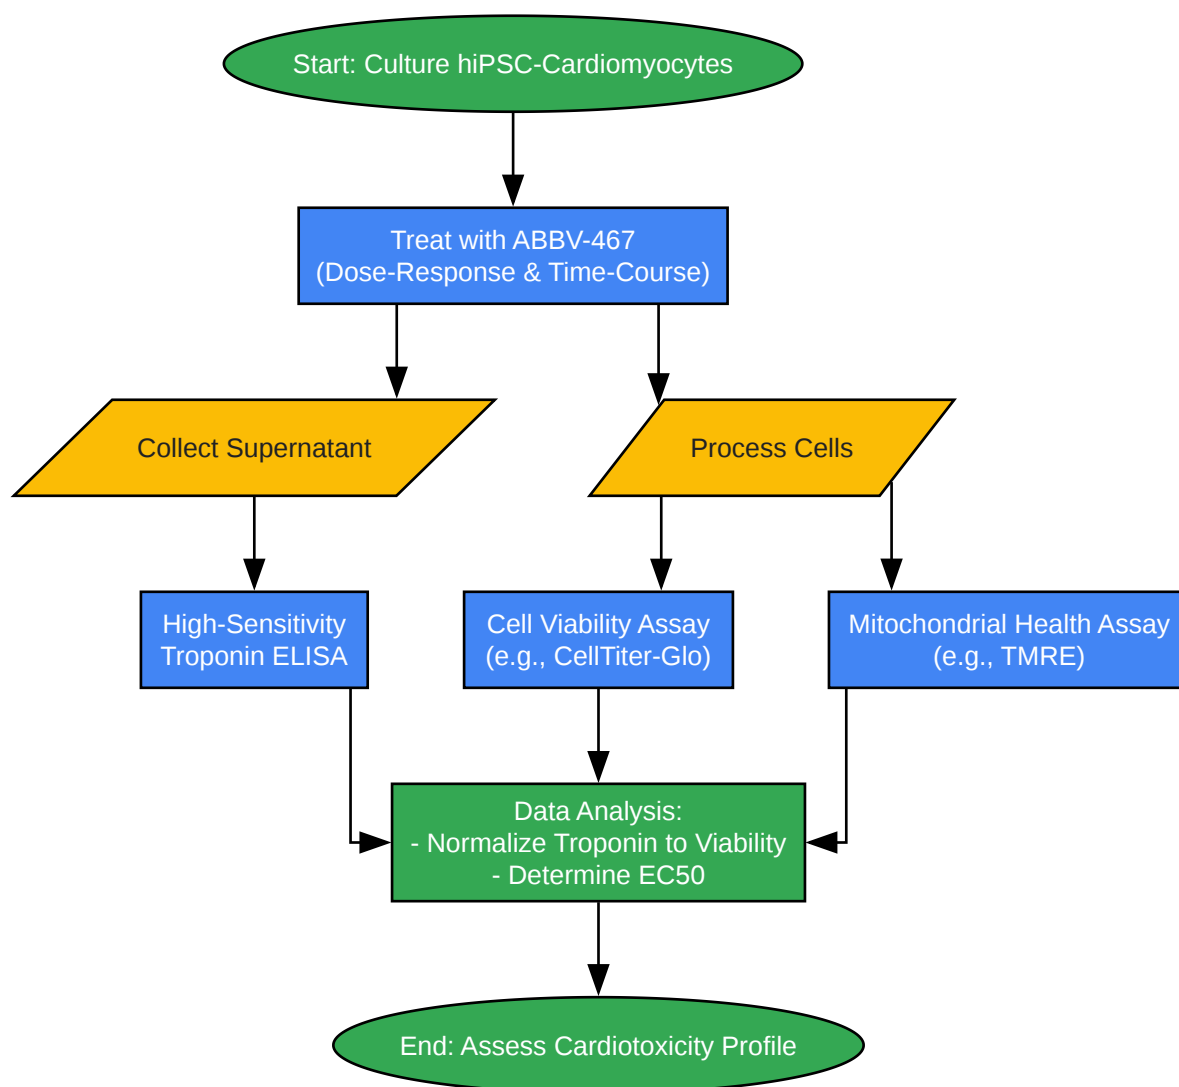 Start: Culture hiPSC-Cardiomyocytes
Treat with ABBV-467
(Dose-Response & Time-Course)
Collect Supernatant
Process Cells
High-Sensitivity
Troponin ELISA
Cell Viability Assay
(e.g., CellTiter-Glo)
Mitochondrial Health Assay
(e.g., TMRE)
Data Analysis:
- Normalize Troponin to Viability
- Determine EC50
End: Assess Cardiotoxicity Profile